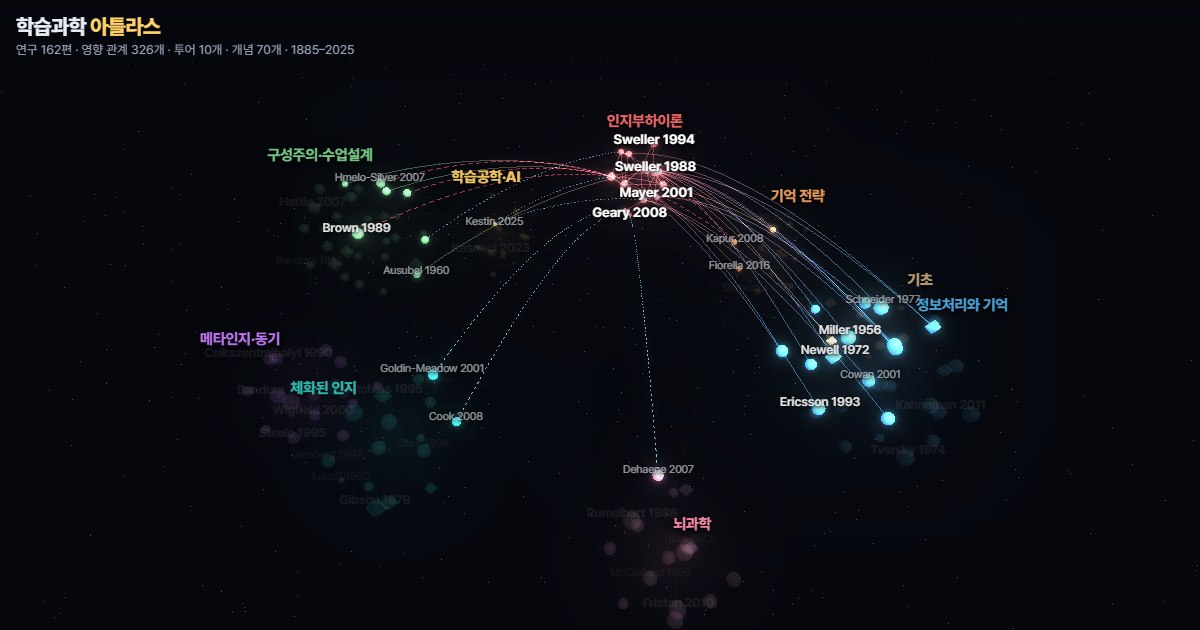 학습과학 아틀라스
연구 162편 · 영향 관계 326개 · 투어 10개 · 개념 70개 · 1885–2025
인지부하이론
Sweller 1994
구성주의·수업설계
Sweller 1988
Hmelo-Silver 2007
학습공학·AI
Mayer 2001
기억 전략
Hattie 2007
Geary 2008
Kestin 2025
Brown 1989
Kapur 2008
Fiorella 2016
Ausubel 1960
기초
Schneider 1977
정보처리와 기억
Miller 1956
메타인지·동기
Newell 1972
Csikszentmihalyi 1990
Goldin-Meadow 2001
Cowan 2001
체화된 인지
Ericsson 1993
Kahneman 2011
Wigfield 2000
Cook 2008
Steele 1995
Tversky 1974
Dehaene 2007
Gibson 1979
Rumelhart 1986
뇌과학
McClelland 1995
Friston 2010